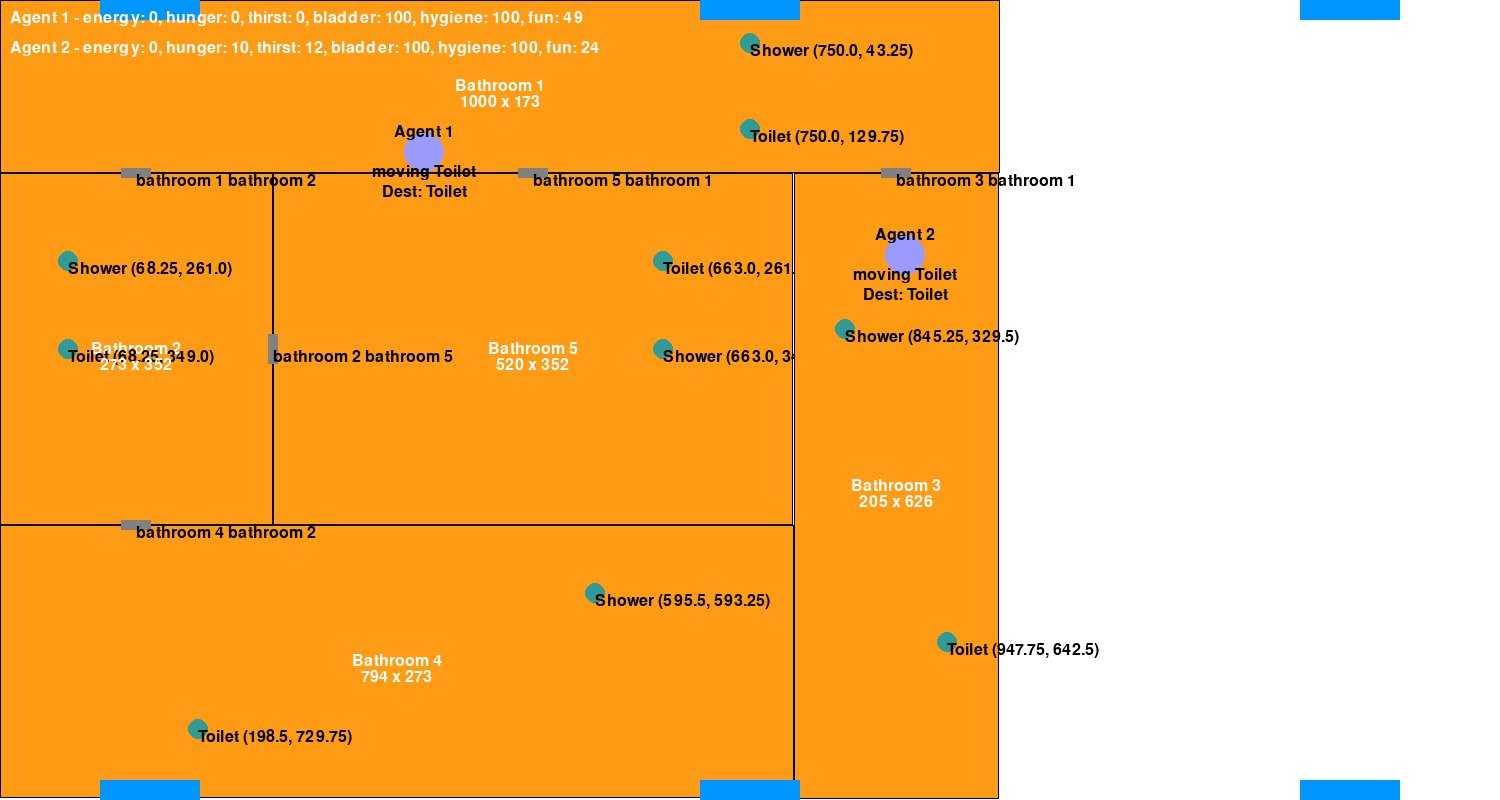 Agent 1 - energy: 0, hunger: 0, thirst: 0, bladder: 100, hygiene: 100, fun: 49
Agent 2 - energy: 0, hunger: 10, thirst: 12, bladder: 100, hygiene: 100, fun: 24
Shower (750.0, 43.25)
Bathroom 1
1000 x 173
Agent 1
Toilet (750.0, 129.75)
moving Toilet
Dest: Toilet
bathroom 1 bathroom 2
bathroom 5 bathroom 1
bathroom 3 bathroom 1
Agent 2
moving Toilet
Dest: Toilet
Shower (68.25, 261.0)
Toilet (663.0, 261.
Shower (845.25, 329.5)
Bathroom 2
273 x 352
Toilet (68.25, 349.0)
bathroom 2 bathroom 5
Bathroom 5
520 x 352
Shower (663.0, 34
Bathroom 3
205 x 626
bathroom 4 bathroom 2
Shower (595.5, 593.25)
Toilet (947.75, 642.5)
Bathroom 4
794 x 273
Toilet (198.5, 729.75)